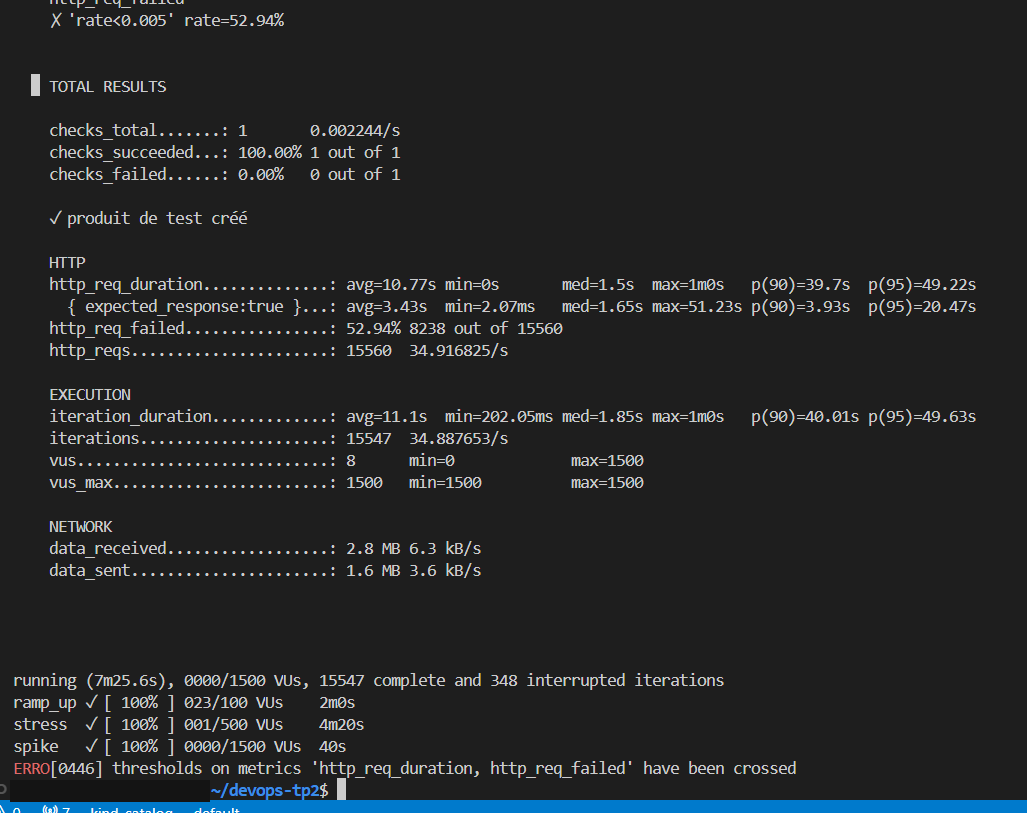 http_req_failed
✗ 'rate<0.005' rate=52.94%
TOTAL RESULTS
checks_total.......: 1 0.002244/s
checks_succeeded...: 100.00% 1 out of 1
checks_failed......: 0.00% 0 out of 1
✓ produit de test créé
HTTP
http_req_duration..............: avg=10.77s min=0s med=1.5s max=1m0s p(90)=39.7s p(95)=49.22s
{ expected_response:true }...: avg=3.43s min=2.07ms med=1.65s max=51.23s p(90)=3.93s p(95)=20.47s
http_req_failed................: 52.94% 8238 out of 15560
http_reqs......................: 15560 34.916825/s
EXECUTION
iteration_duration.............: avg=11.1s min=202.05ms med=1.85s max=1m0s p(90)=40.01s p(95)=49.63s
iterations.....................: 15547 34.887653/s
vus............................: 8 min=0 max=1500
vus_max........................: 1500 min=1500 max=1500
NETWORK
data_received..................: 2.8 MB 6.3 kB/s
data_sent......................: 1.6 MB 3.6 kB/s
running (7m25.6s), 0000/1500 VUs, 15547 complete and 348 interrupted iterations
ramp_up ✓ [ 100% ] 023/100 VUs 2m0s
stress ✓ [ 100% ] 001/500 VUs 4m20s
spike ✓ [ 100% ] 0000/1500 VUs 40s
ERRO[0446] thresholds on metrics 'http_req_duration, http_req_failed' have been crossed
~/devops-tp2$
0 7 kind-catalog default